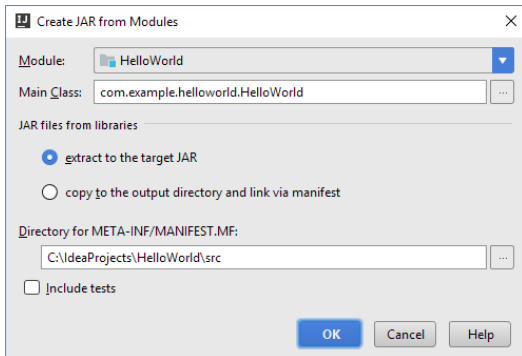 Create JAR from Modules
Module: HelloWorld
Main Class: com.example.helloworld.HelloWorld ...
JAR files from libraries
extract to the target JAR
copy to the output directory and link via manifest
Directory for META-INF/MANIFEST.MF:
C:\IdeaProjects\HelloWorld\src ...
Include tests
OK Cancel Help